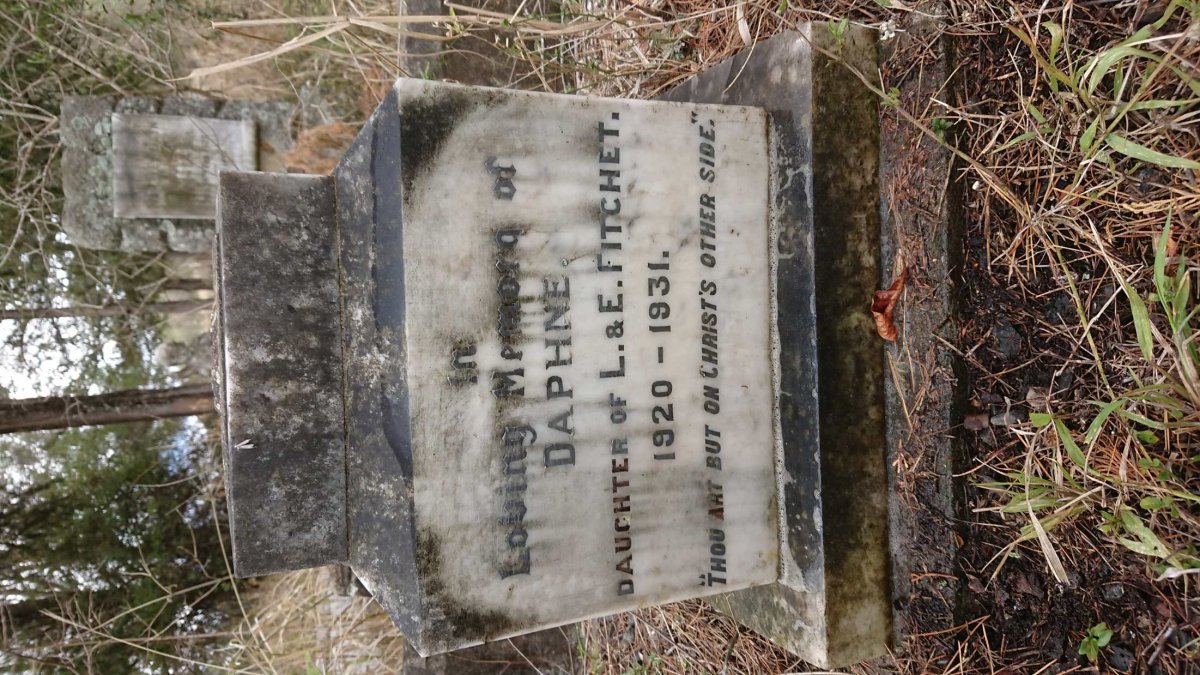 In
Loving Memory of
DAPHNE.
DAUGHTER OF L. & E. FITCHET.
1920 – 1931.
"THOU ART BUT ON CHRIST'S OTHER SIDE."